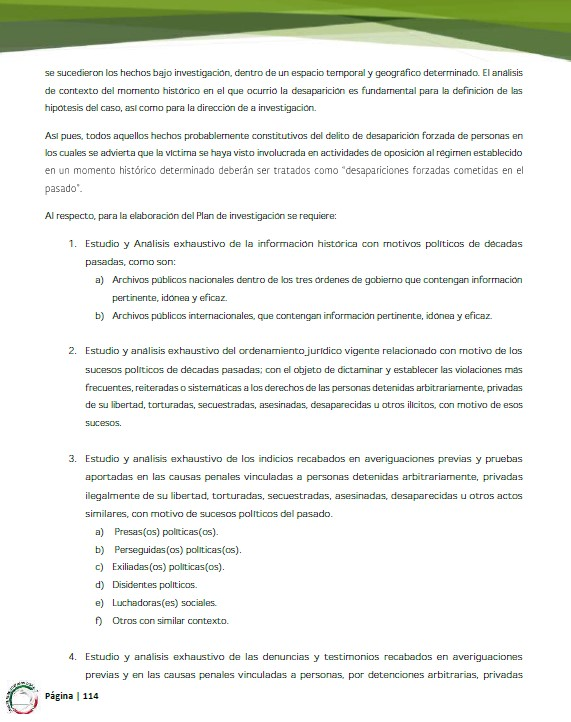 se sucedieron los hechos bajo investigación, dentro de un espacio temporal y geográfico determinado. El análisis
de contexto del momento histórico en el que ocurrió la desaparición es fundamental para la definición de las
hipótesis del caso, así como para la dirección de a investigación.
Así pues, todos aquellos hechos probablemente constitutivos del delito de desaparición forzada de personas en
los cuales se advierta que la víctima se haya visto involucrada en actividades de oposición al régimen establecido
en un momento histórico determinado deberán ser tratados como "desapariciones forzadas cometidas en el
pasado".
Al respecto, para la elaboración del Plan de investigación se requiere:
1. Estudio y Análisis exhaustivo de la información histórica con motivos políticos de décadas
pasadas, como son:
a) Archivos públicos nacionales dentro de los tres órdenes de gobierno que contengan información
pertinente, idónea y eficaz.
b) Archivos públicos internacionales, que contengan información pertinente, idónea y eficaz.
2. Estudio y análisis exhaustivo del ordenamiento jurídico vigente relacionado con motivo de los
sucesos políticos de décadas pasadas; con el objeto de dictaminar y establecer las violaciones más
frecuentes, reiteradas o sistemáticas a los derechos de las personas detenidas arbitrariamente, privadas
de su libertad, torturadas, secuestradas, asesinadas, desaparecidas u otros ilícitos, con motivo de esos
sucesos.
3. Estudio y análisis exhaustivo de los indicios recabados en averiguaciones previas y pruebas
aportadas en las causas penales vinculadas a personas detenidas arbitrariamente, privadas
ilegalmente de su libertad, torturadas, secuestradas, asesinadas, desaparecidas u otros actos
similares, con motivo de sucesos políticos del pasado.
a) Presas(os) políticas(os).
b) Perseguidas(os) políticas(os).
c) Exiliadas(os) políticas(os).
d) Disidentes políticos.
e) Luchadoras(es) sociales.
f) Otros con similar contexto.
4. Estudio y análisis exhaustivo de las denuncias y testimonios recabados en averiguaciones
previas y en las causas penales vinculadas a personas, por detenciones arbitrarias, privadas
Página | 114